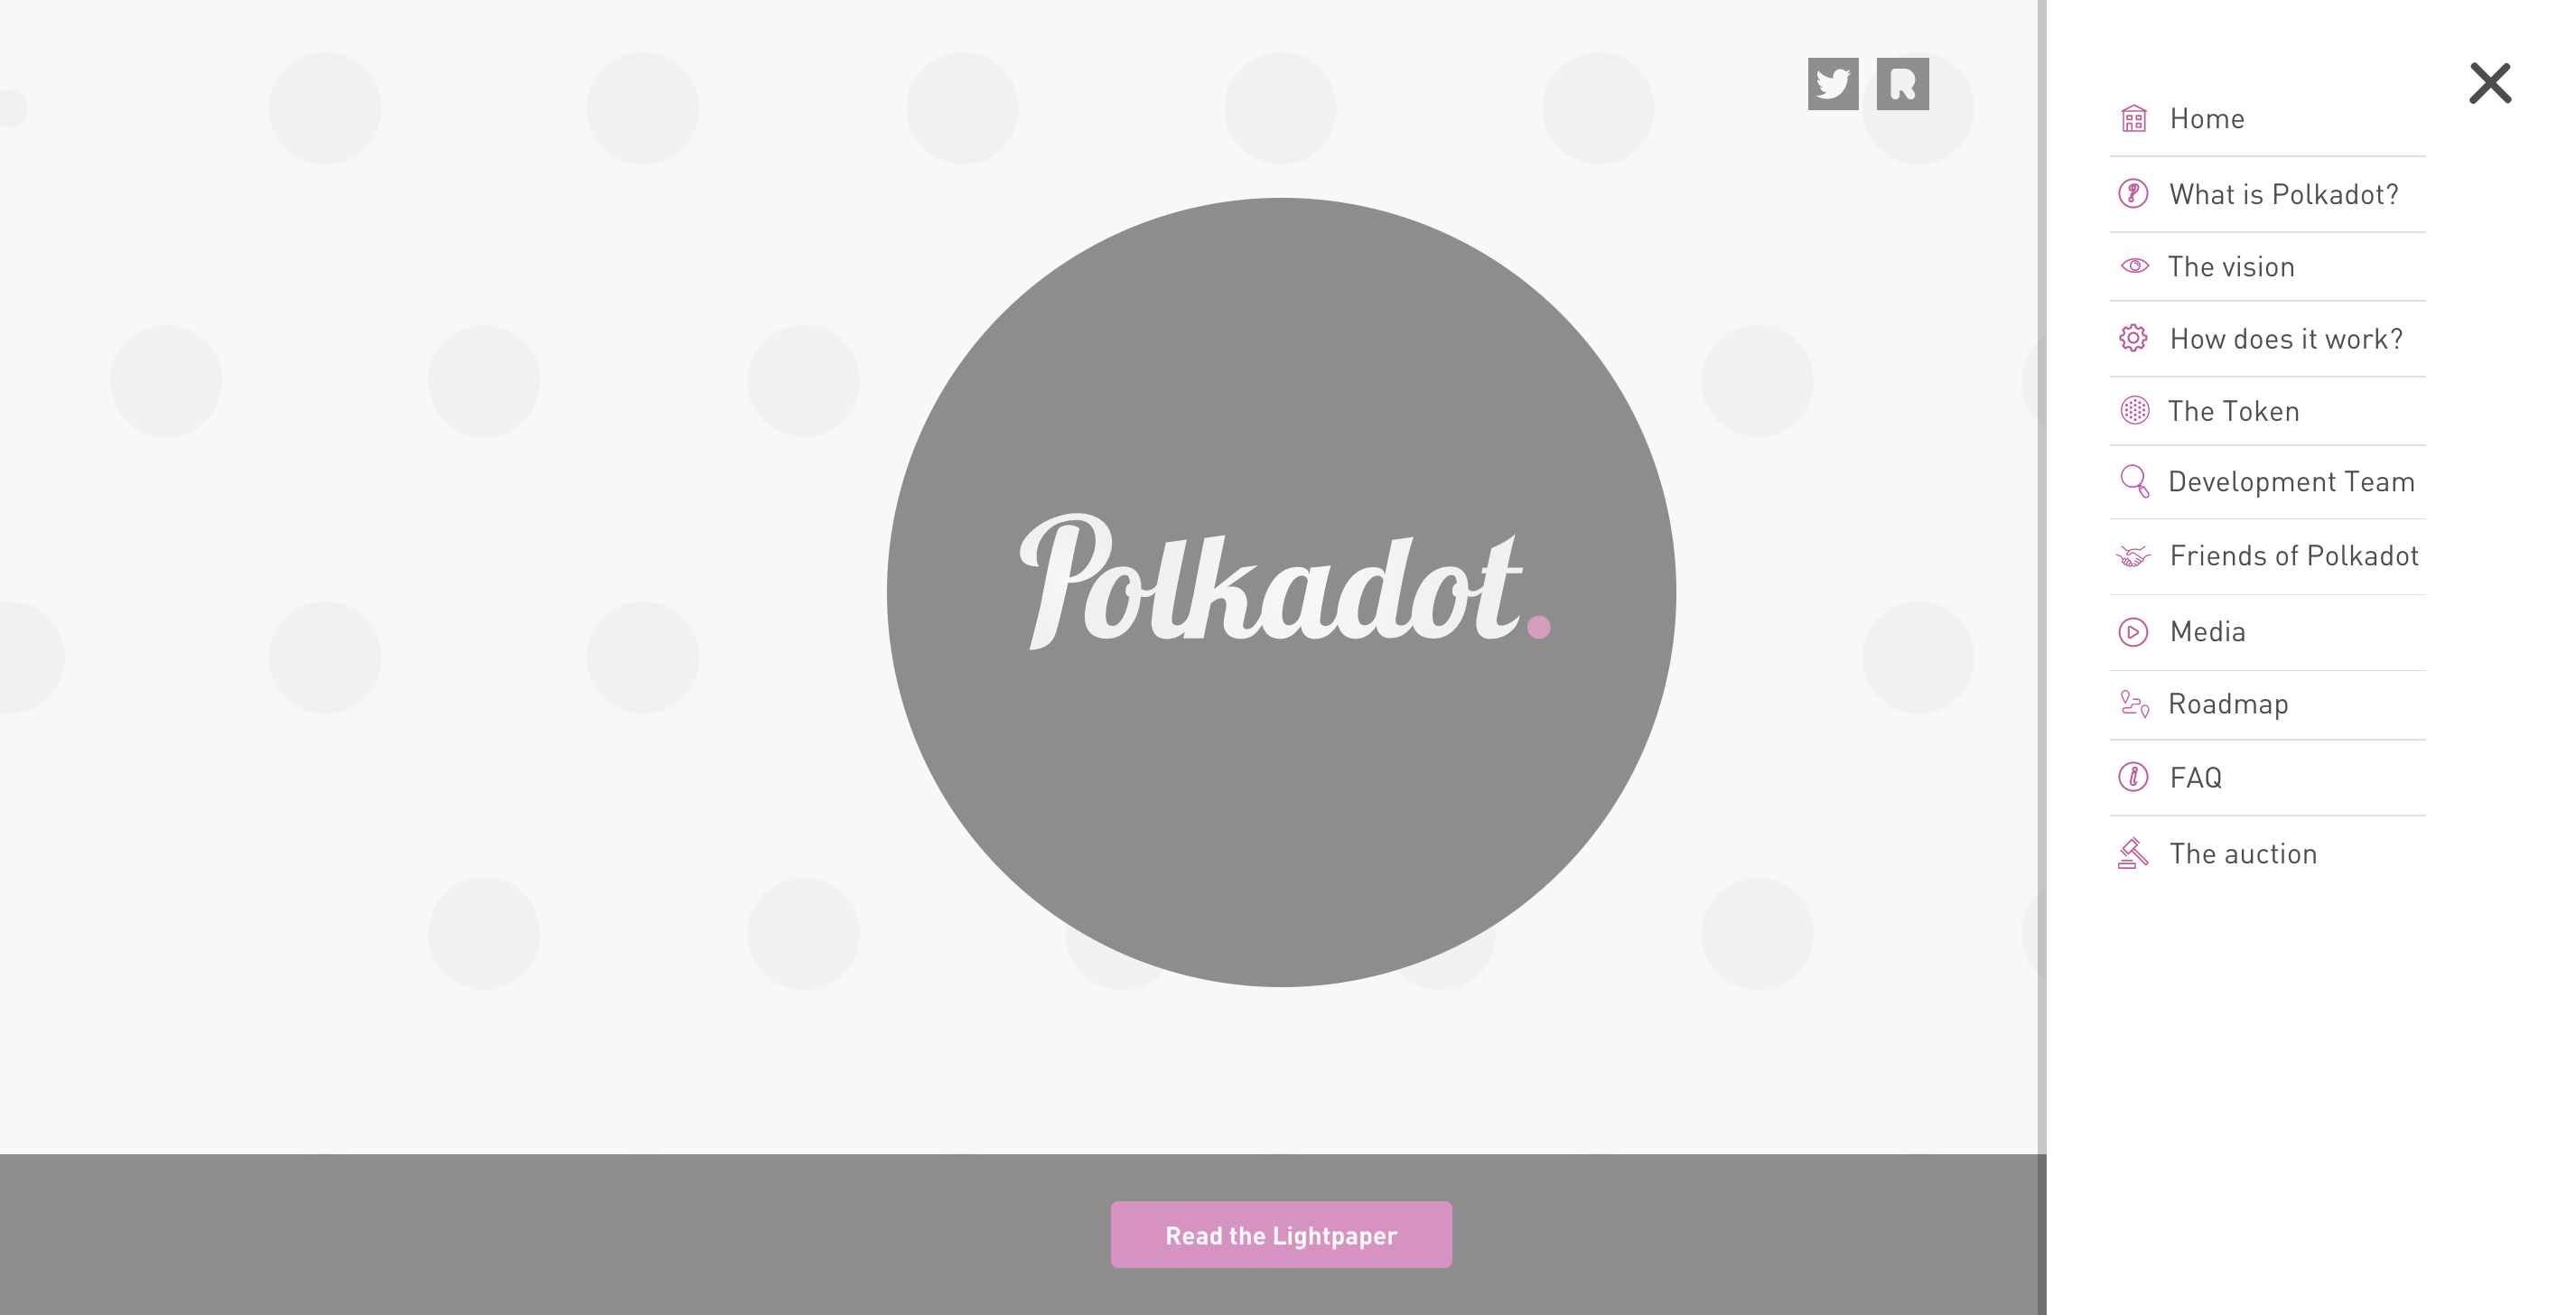 Polkadot.
Read the Lightpaper
Home
What is Polkadot?
The vision
How does it work?
The Token
Development Team
Friends of Polkadot
Media
Roadmap
FAQ
The auction